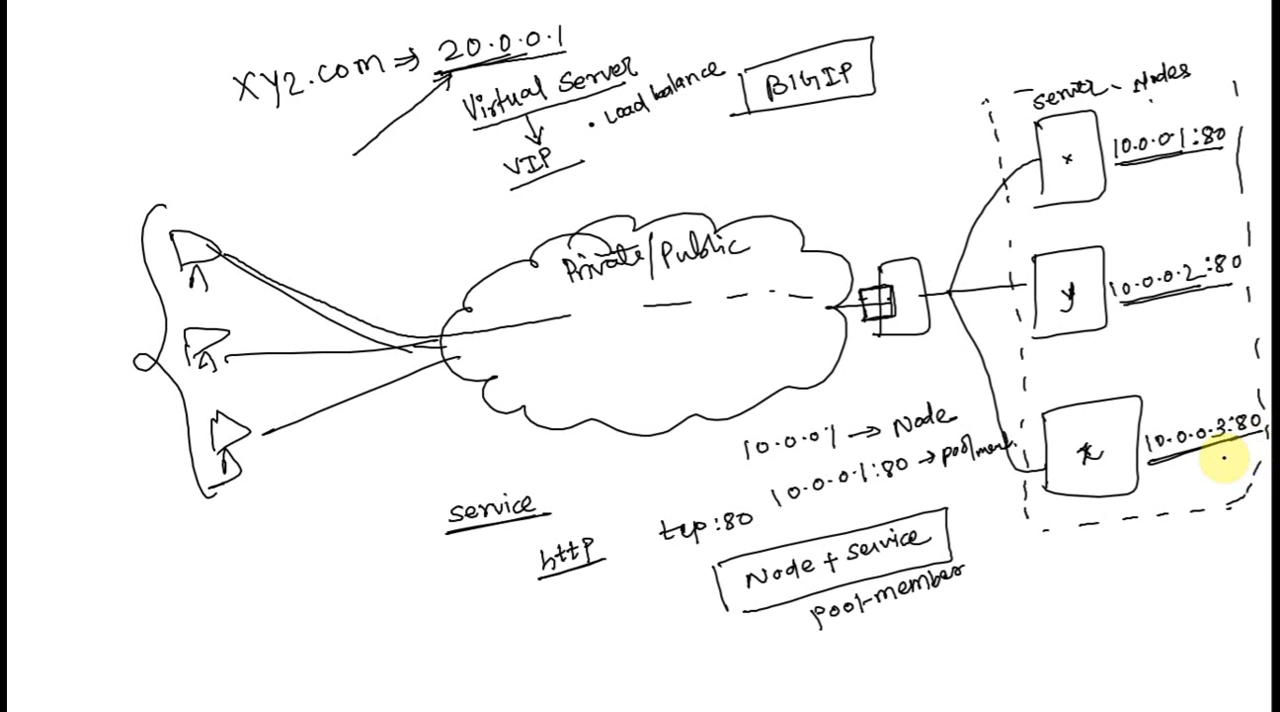 XYZ.com ⇒ 20.0.0.1
Virtual Server
VIP
• Load balance
BIGIP
server - Nodes
x 10.0.0.1:80
Private/Public
y 10.0.0.2:80
10.0.0.1 → Node
10.0.0.1:80 → pool mem.
10.0.0.3:80
service
http
tcp:80
Node + Service
pool-member